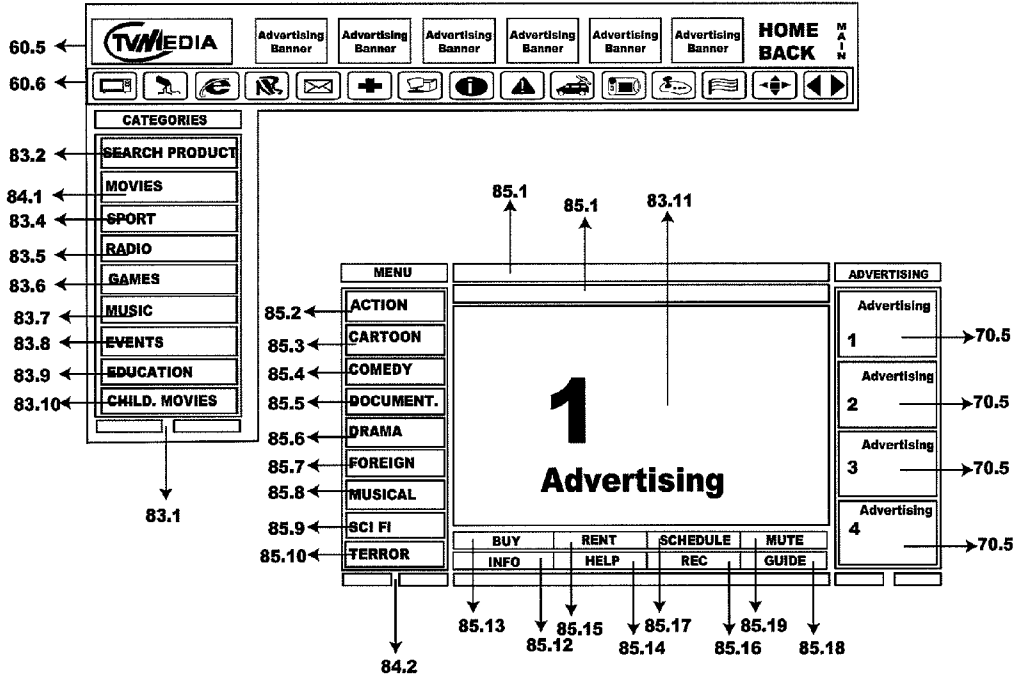 60.5
TVMEDIA
Advertising Banner
Advertising Banner
Advertising Banner
Advertising Banner
Advertising Banner
Advertising Banner
HOME
BACK
MAIN
60.6
CATEGORIES
83.2 SEARCH PRODUCT
84.1 MOVIES
83.4 SPORT
83.5 RADIO
83.6 GAMES
83.7 MUSIC
83.8 EVENTS
83.9 EDUCATION
83.10 CHILD. MOVIES
83.1
85.1
85.1
83.11
MENU
85.2 ACTION
85.3 CARTOON
85.4 COMEDY
85.5 DOCUMENT.
85.6 DRAMA
85.7 FOREIGN
85.8 MUSICAL
85.9 SCI FI
85.10 TERROR
84.2
1
Advertising
BUY RENT SCHEDULE MUTE
INFO HELP REC GUIDE
85.13 85.15 85.17 85.19
85.12 85.14 85.16 85.18
ADVERTISING
Advertising
1 70.5
Advertising
2 70.5
Advertising
3 70.5
Advertising
4
70.5